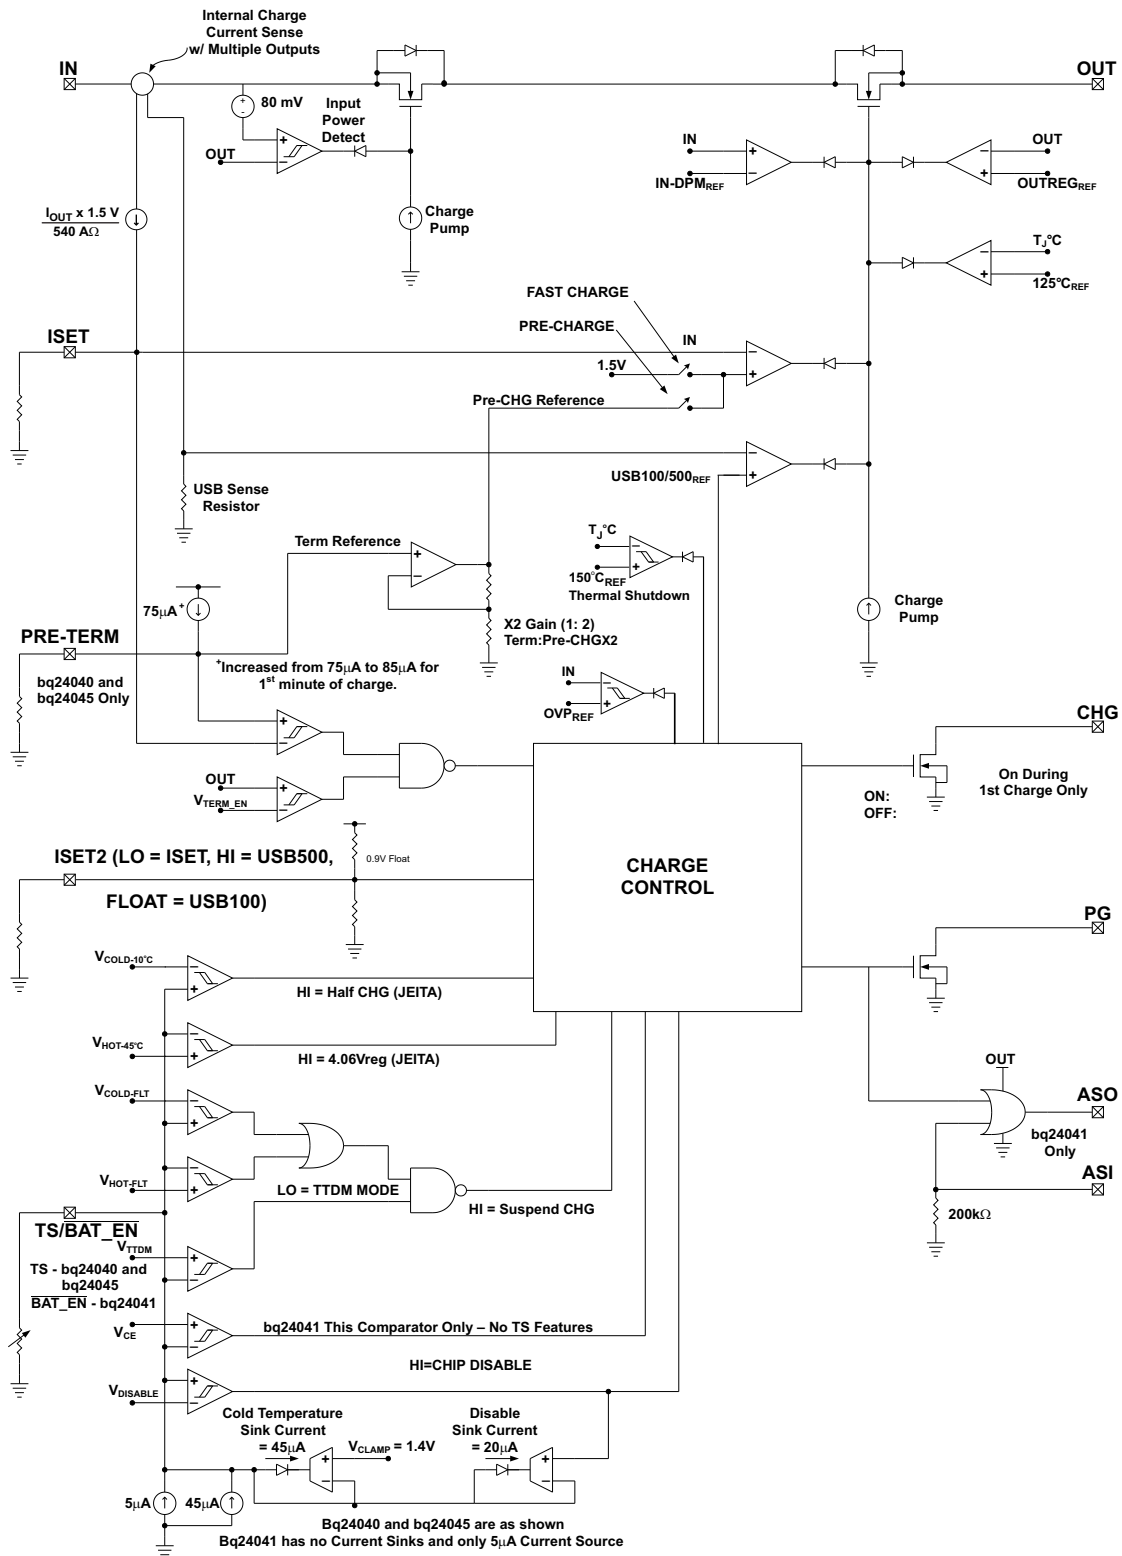 Internal Charge
Current Sense
w/ Multiple Outputs
IN
OUT
+
–
80 mV
Input
Power
Detect
+
–
OUT
IN
IN-DPMREF
+
–
OUT
OUTREGREF
–
+
IOUT x 1.5 V
540 AΩ
Charge
Pump
TJ°C
125°CREF
–
+
FAST CHARGE
PRE-CHARGE
ISET
IN
1.5V
–
+
Pre-CHG Reference
USB100/500REF
–
+
USB Sense
Resistor
Term Reference
+
–
TJ°C
150°CREF
–
+
Thermal Shutdown
75μA+
X2 Gain (1: 2)
Term:Pre-CHGX2
Charge
Pump
PRE-TERM
bq24040 and
bq24045 Only
+Increased from 75μA to 85μA for
1st minute of charge.
IN
OVPREF
–
+
+
–
CHG
OUT
VTERM_EN
+
–
On During
1st Charge Only
ON:
OFF:
ISET2 (LO = ISET, HI = USB500,
0.9V Float
FLOAT = USB100)
CHARGE
CONTROL
PG
VCOLD-10°C
–
+
HI = Half CHG (JEITA)
VHOT-45°C
–
+
HI = 4.06Vreg (JEITA)
VCOLD-FLT
–
+
OUT
ASO
bq24041
Only
VHOT-FLT
–
+
LO = TTDM MODE
HI = Suspend CHG
ASI
200kΩ
TS/BAT_EN
VTTDM
+
–
TS - bq24040 and
bq24045
BAT_EN - bq24041
VCE
+
–
bq24041 This Comparator Only – No TS Features
HI=CHIP DISABLE
VDISABLE
+
–
Cold Temperature
Sink Current
= 45μA
VCLAMP = 1.4V
+
–
Disable
Sink Current
= 20μA
+
–
5μA
45μA
Bq24040 and bq24045 are as shown
Bq24041 has no Current Sinks and only 5μA Current Source